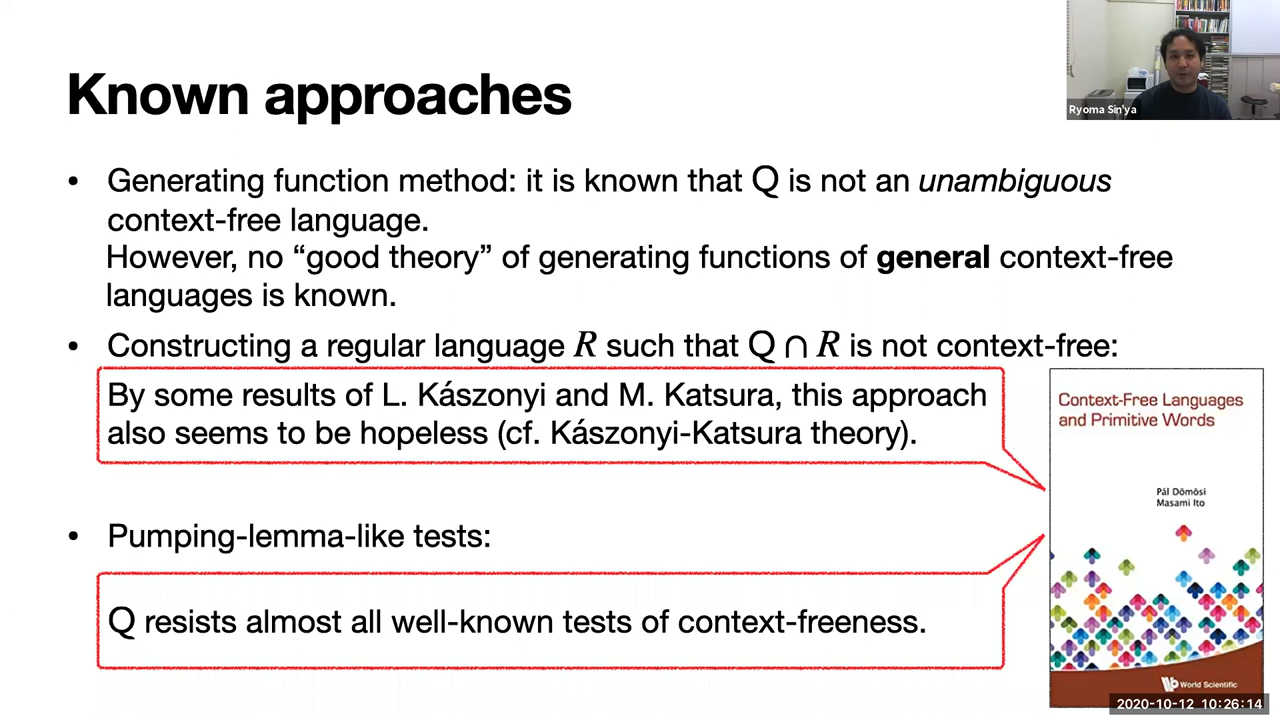 Known approaches
Ryoma Sin'ya
• Generating function method: it is known that Q is not an unambiguous
context-free language.
However, no “good theory” of generating functions of general context-free
languages is known.
• Constructing a regular language R such that Q ∩ R is not context-free:
By some results of L. Kászonyi and M. Katsura, this approach
also seems to be hopeless (cf. Kászonyi-Katsura theory).
• Pumping-lemma-like tests:
Q resists almost all well-known tests of context-freeness.
Context-Free Languages
and Primitive Words
Pál Dömösi
Masami Ito
World Scientific
2020-10-12 10:26:14